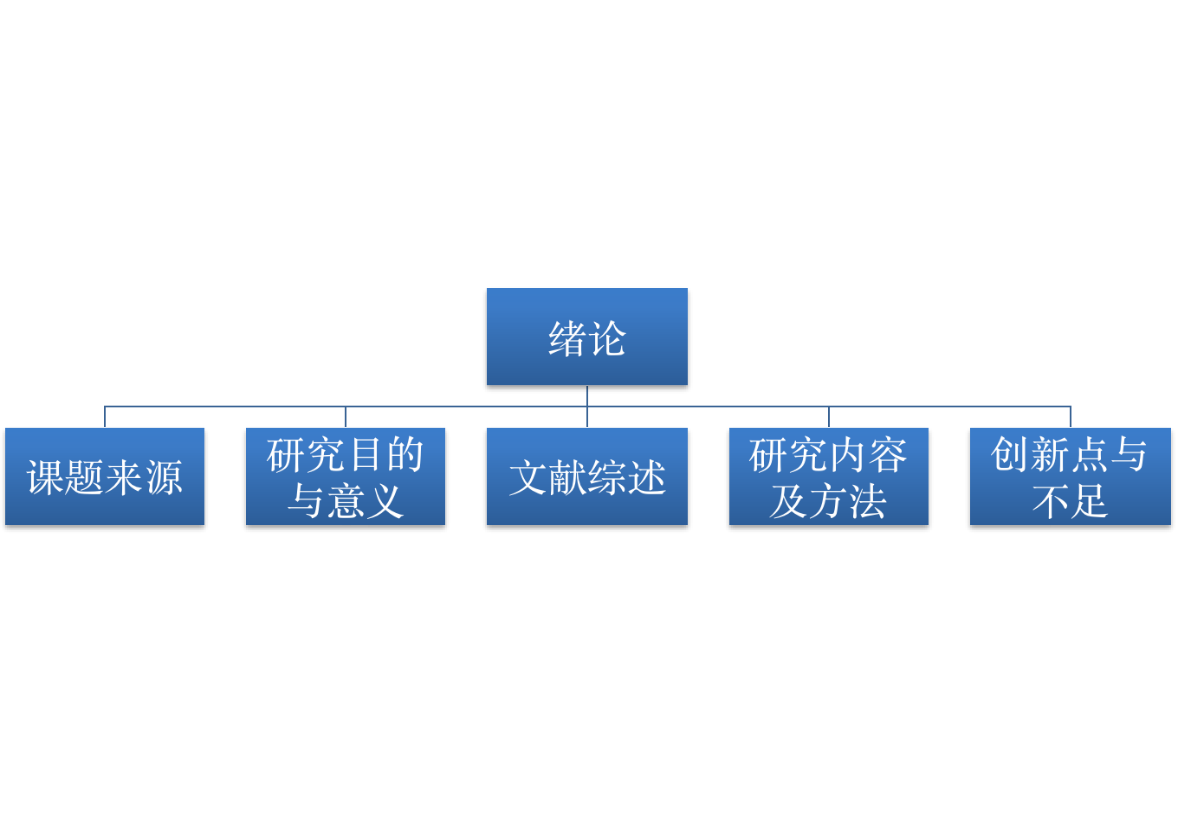 绪论
课题来源
研究目的
与意义
文献综述
研究内容
及方法
创新点与
不足